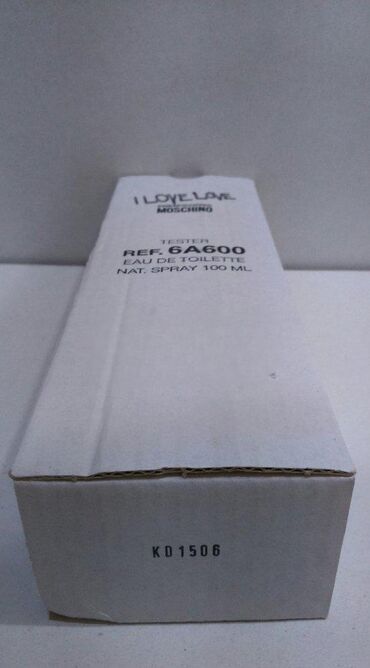 I LOVE LOVE
MOSCHINO
TESTER
REF. 6A600
EAU DE TOILETTE
NAT. SPRAY 100 ML
KD1506